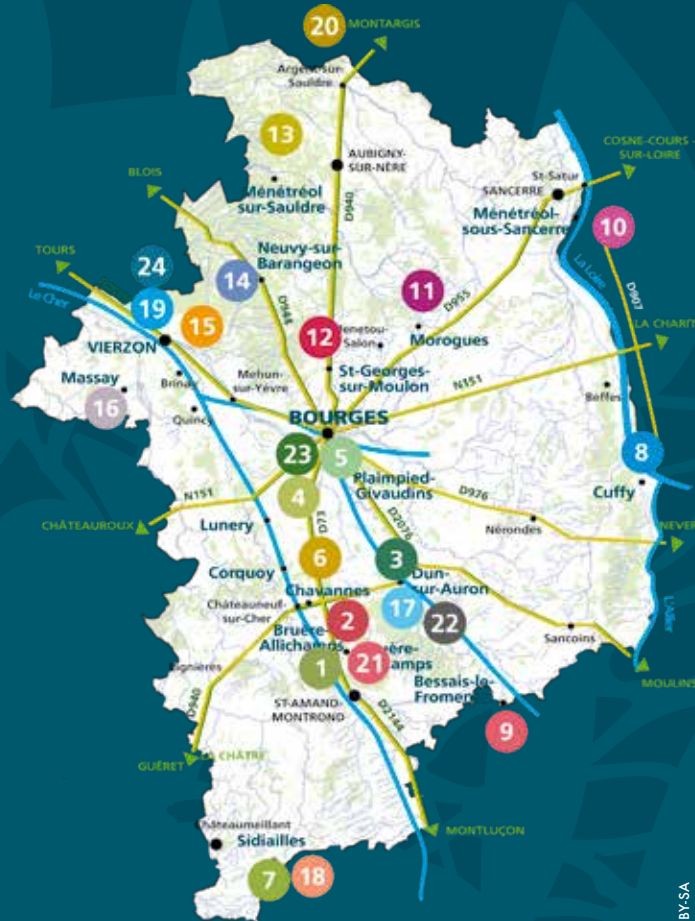 20
MONTARGIS
Argent-sur-
Sauldre
13
AUBIGNY-
SUR-NÈRE
COSNE-COURS -
SUR-LOIRE
BLOIS
Ménétréol
sur-Sauldre
D940
St-Satur
SANCERRE
Ménétréol-
sous-Sancerre
10
TOURS
Neuvy-sur-
Barangeon
24
14
La Loire
D907
Le Cher
19
15
D944
11
D955
12
Menetou-
Salon
Morogues
LA CHARITÉ
VIERZON
Massay
Brinay
Mehun-
sur-Yèvre
St-Georges-
sur-Moulon
N151
Beffes
16
Quincy
BOURGES
23
5
8
Plaimpied-
Givaudins
4
D976
Cuffy
N151
CHÂTEAUROUX
Lunery
D73
D2076
Nérondes
NEVERS
6
3
Corquoy
Chavannes
Dun-
sur-Auron
Châteauneuf-
sur-Cher
17
22
2
L'Allier
Bruère-
Allichamps
Sancoins
1
21
Lignières
Bessais-le-
Fromental
MOULINS
ST-AMAND-
MONTROND
D940
D2144
9
GUÉRET
LA CHÂTRE
Châteaumeillant
Sidiailles
MONTLUÇON
7
18
BY-SA